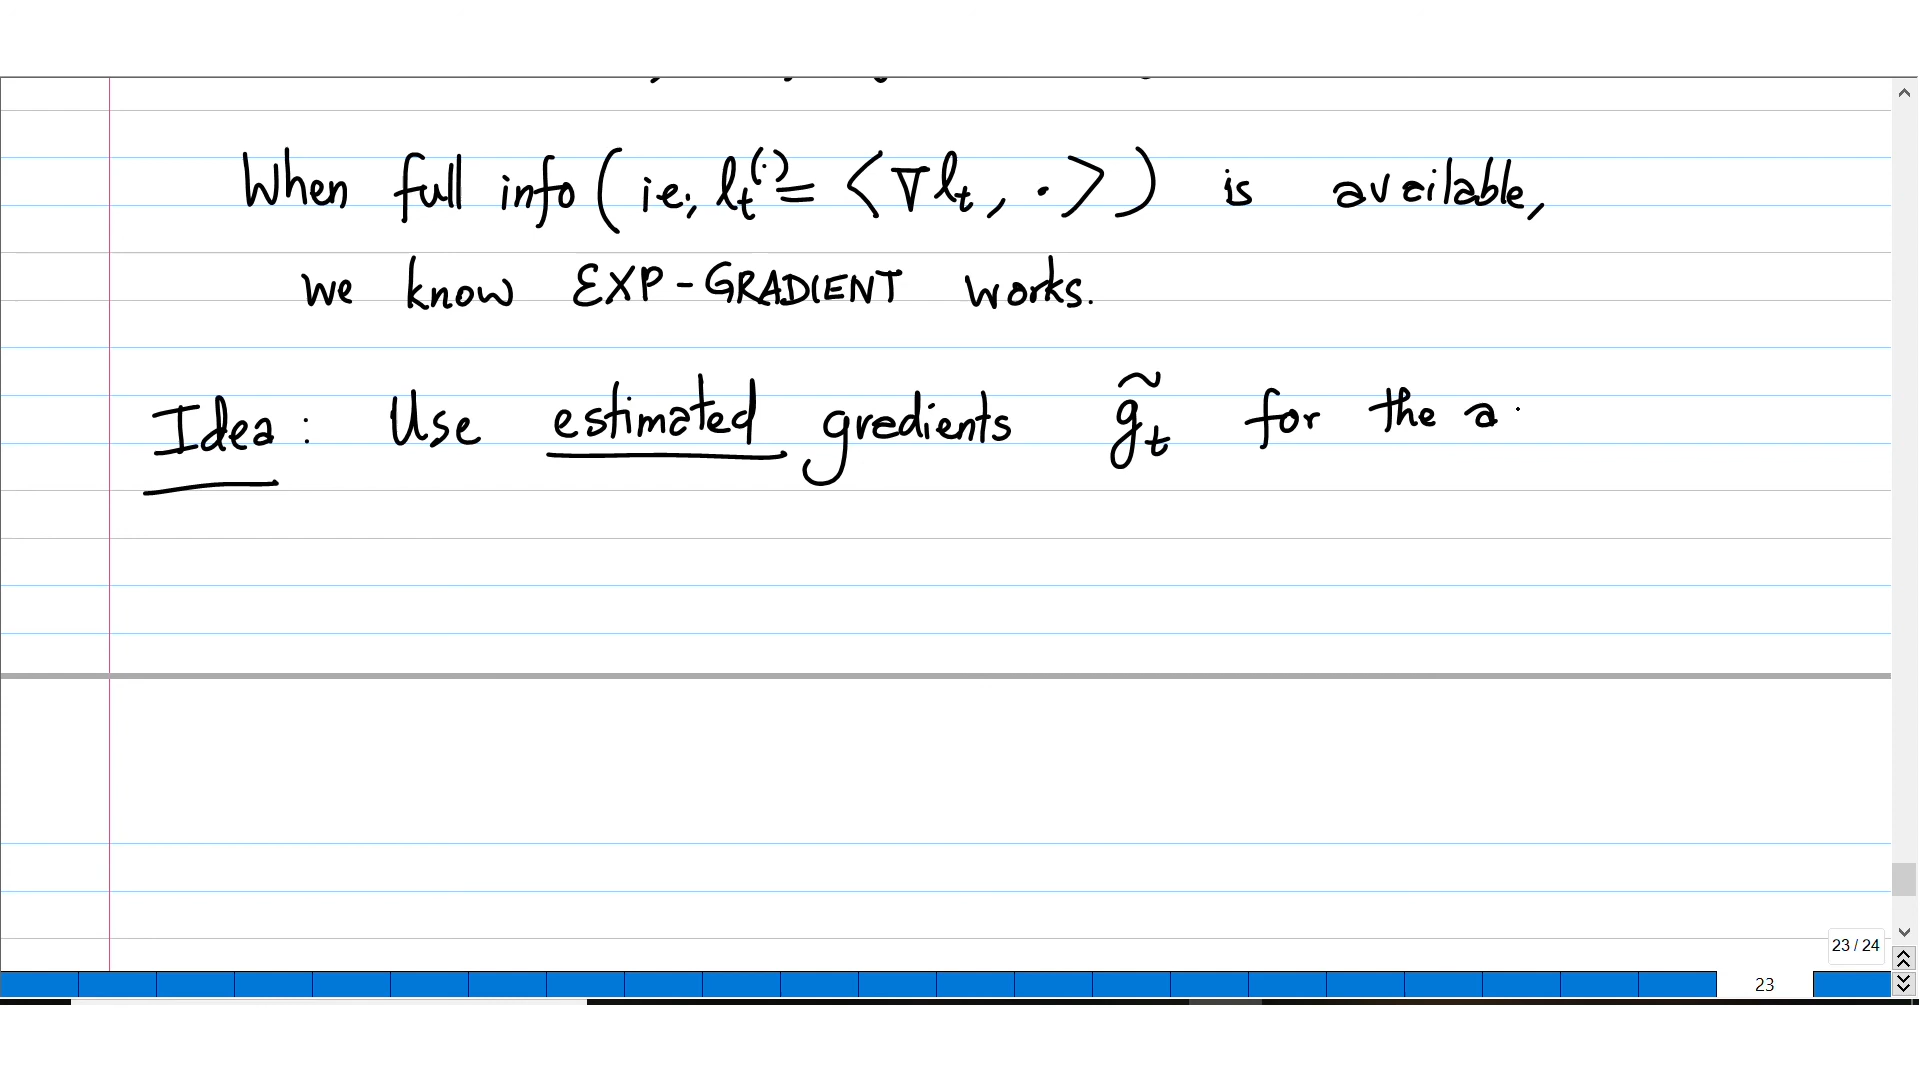 When full info (ie; lₜ(·) = ⟨∇lₜ, ·⟩) is available,
we know EXP-GRADIENT works.
Idea: Use estimated gradients g̃ₜ for the a
23 / 24
23